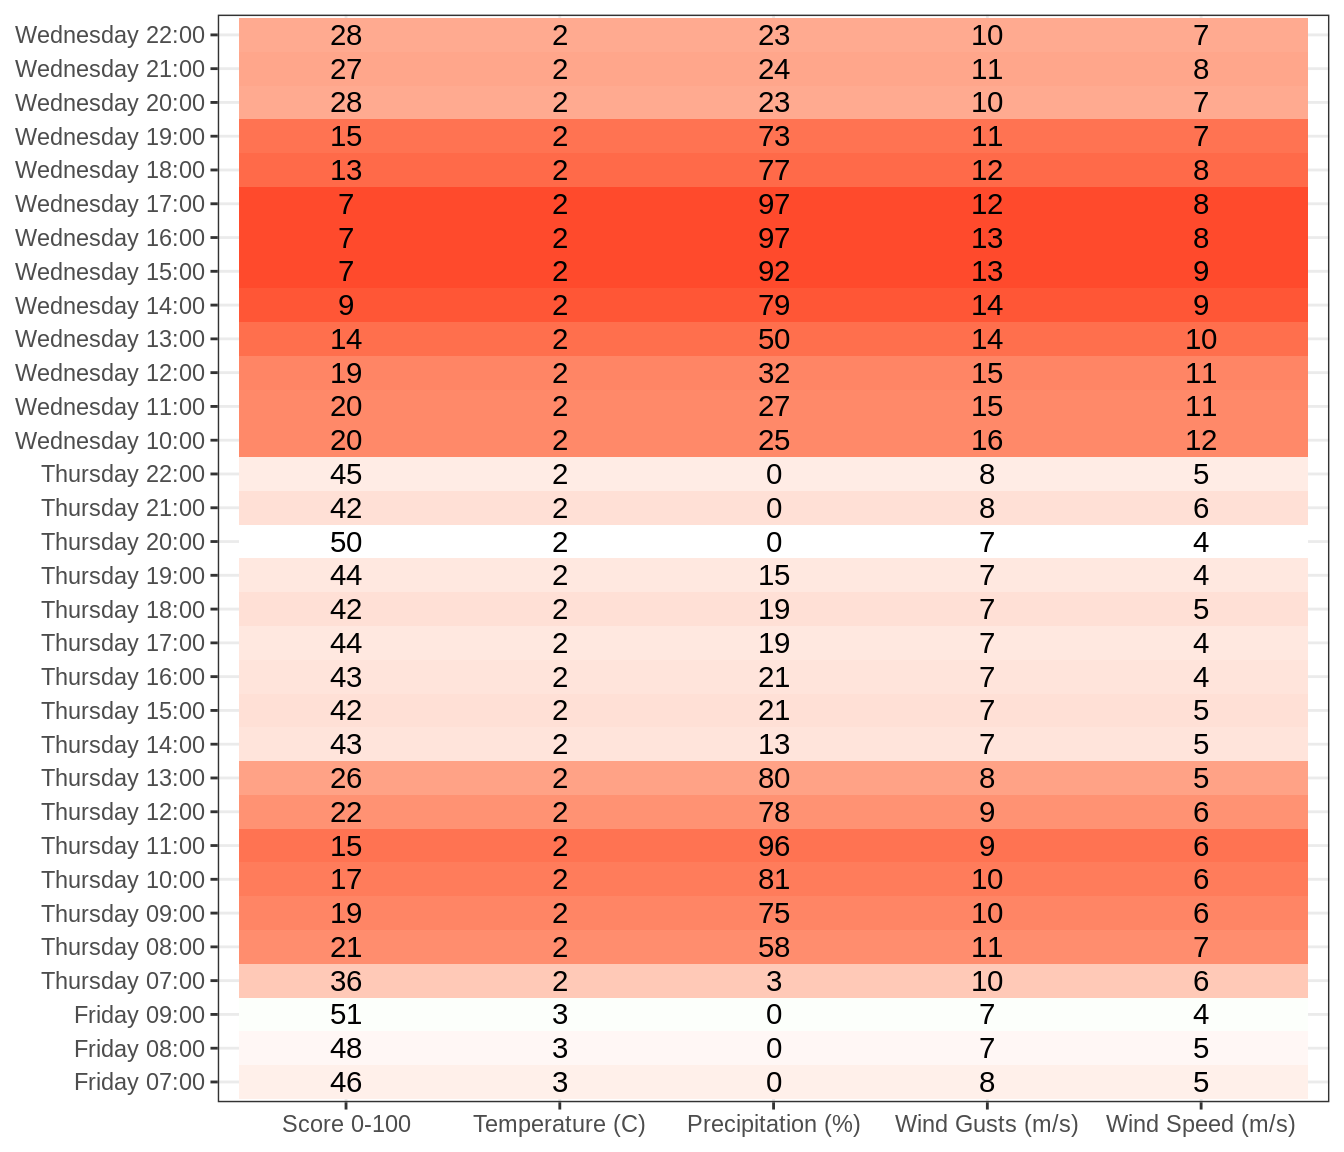 Wednesday 22:00 28 2 23 10 7
Wednesday 21:00 27 2 24 11 8
Wednesday 20:00 28 2 23 10 7
Wednesday 19:00 15 2 73 11 7
Wednesday 18:00 13 2 77 12 8
Wednesday 17:00 7 2 97 12 8
Wednesday 16:00 7 2 97 13 8
Wednesday 15:00 7 2 92 13 9
Wednesday 14:00 9 2 79 14 9
Wednesday 13:00 14 2 50 14 10
Wednesday 12:00 19 2 32 15 11
Wednesday 11:00 20 2 27 15 11
Wednesday 10:00 20 2 25 16 12
Thursday 22:00 45 2 0 8 5
Thursday 21:00 42 2 0 8 6
Thursday 20:00 50 2 0 7 4
Thursday 19:00 44 2 15 7 4
Thursday 18:00 42 2 19 7 5
Thursday 17:00 44 2 19 7 4
Thursday 16:00 43 2 21 7 4
Thursday 15:00 42 2 21 7 5
Thursday 14:00 43 2 13 7 5
Thursday 13:00 26 2 80 8 5
Thursday 12:00 22 2 78 9 6
Thursday 11:00 15 2 96 9 6
Thursday 10:00 17 2 81 10 6
Thursday 09:00 19 2 75 10 6
Thursday 08:00 21 2 58 11 7
Thursday 07:00 36 2 3 10 6
Friday 09:00 51 3 0 7 4
Friday 08:00 48 3 0 7 5
Friday 07:00 46 3 0 8 5
Score 0-100 Temperature (C) Precipitation (%) Wind Gusts (m/s) Wind Speed (m/s)